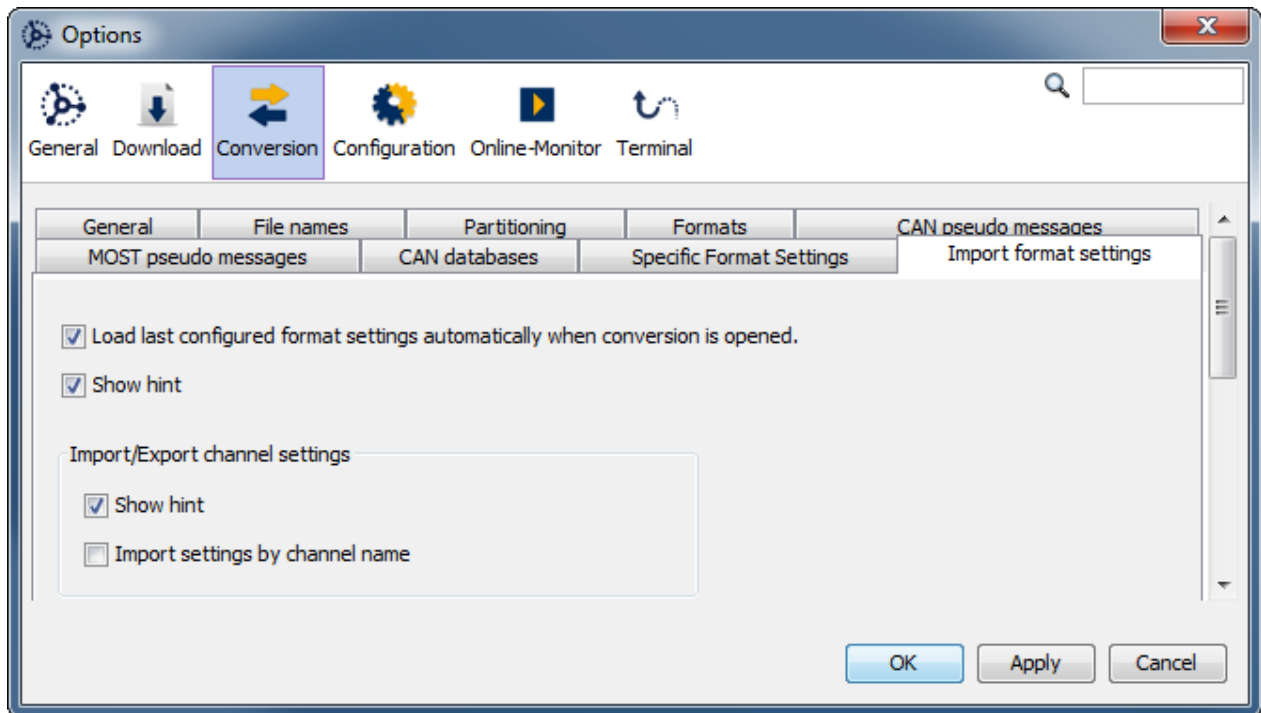 Options
General Download Conversion Configuration Online-Monitor Terminal
General File names Partitioning Formats CAN pseudo messages
MOST pseudo messages CAN databases Specific Format Settings Import format settings
Load last configured format settings automatically when conversion is opened.
Show hint
Import/Export channel settings
Show hint
Import settings by channel name
OK Apply Cancel